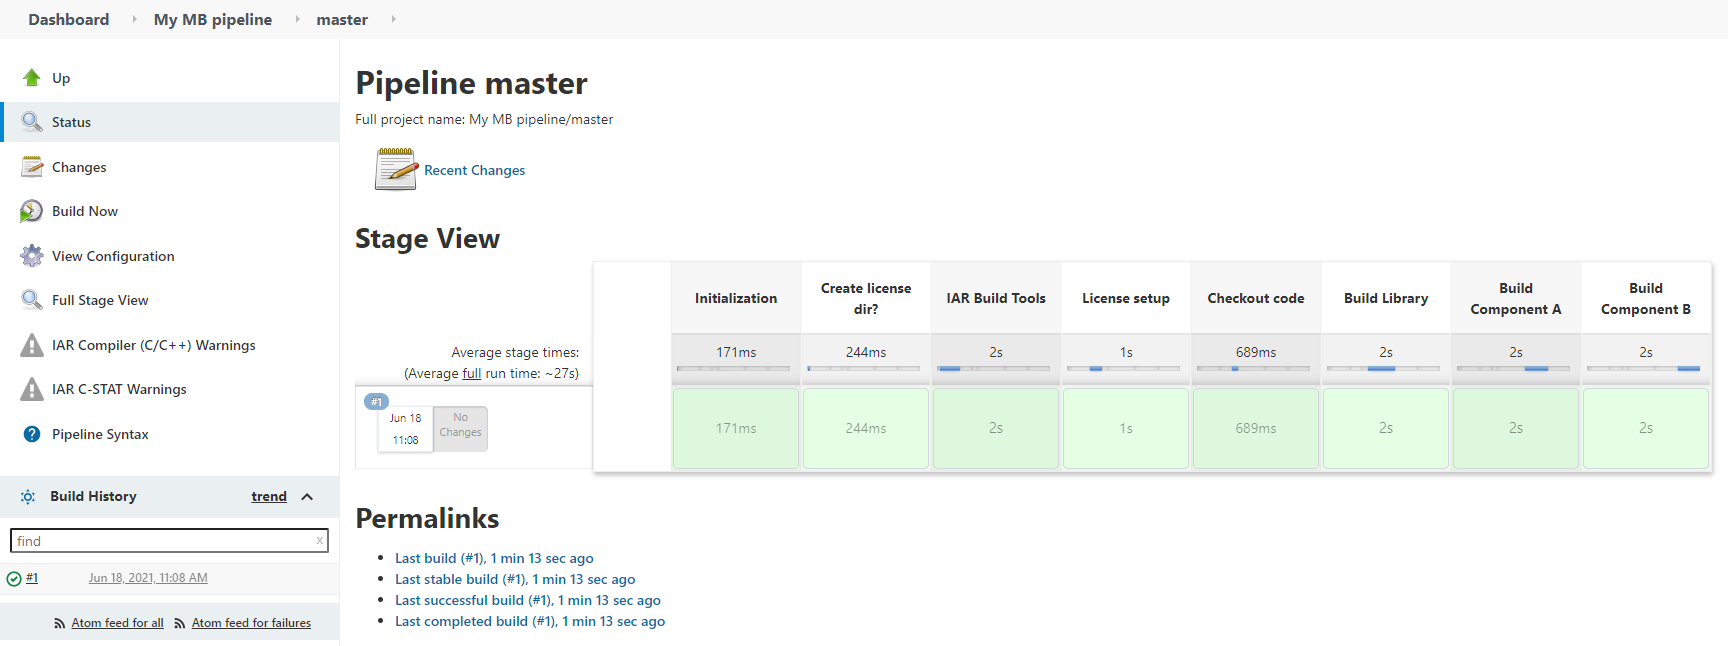 Dashboard
My MB pipeline
master
Up
Status
Changes
Build Now
View Configuration
Full Stage View
IAR Compiler (C/C++) Warnings
IAR C-STAT Warnings
Pipeline Syntax
Build History
trend
find
x
#1
Jun 18, 2021, 11:08 AM
Atom feed for all
Atom feed for failures
Pipeline master
Full project name: My MB pipeline/master
Recent Changes
Stage View
Initialization
Create license
dir?
IAR Build Tools
License setup
Checkout code
Build Library
Build
Component A
Build
Component B
Average stage times:
(Average full run time: ~27s)
171ms
244ms
2s
1s
689ms
2s
2s
2s
#1
Jun 18
11:08
No
Changes
171ms
244ms
2s
1s
689ms
2s
2s
2s
Permalinks
Last build (#1), 1 min 13 sec ago
Last stable build (#1), 1 min 13 sec ago
Last successful build (#1), 1 min 13 sec ago
Last completed build (#1), 1 min 13 sec ago